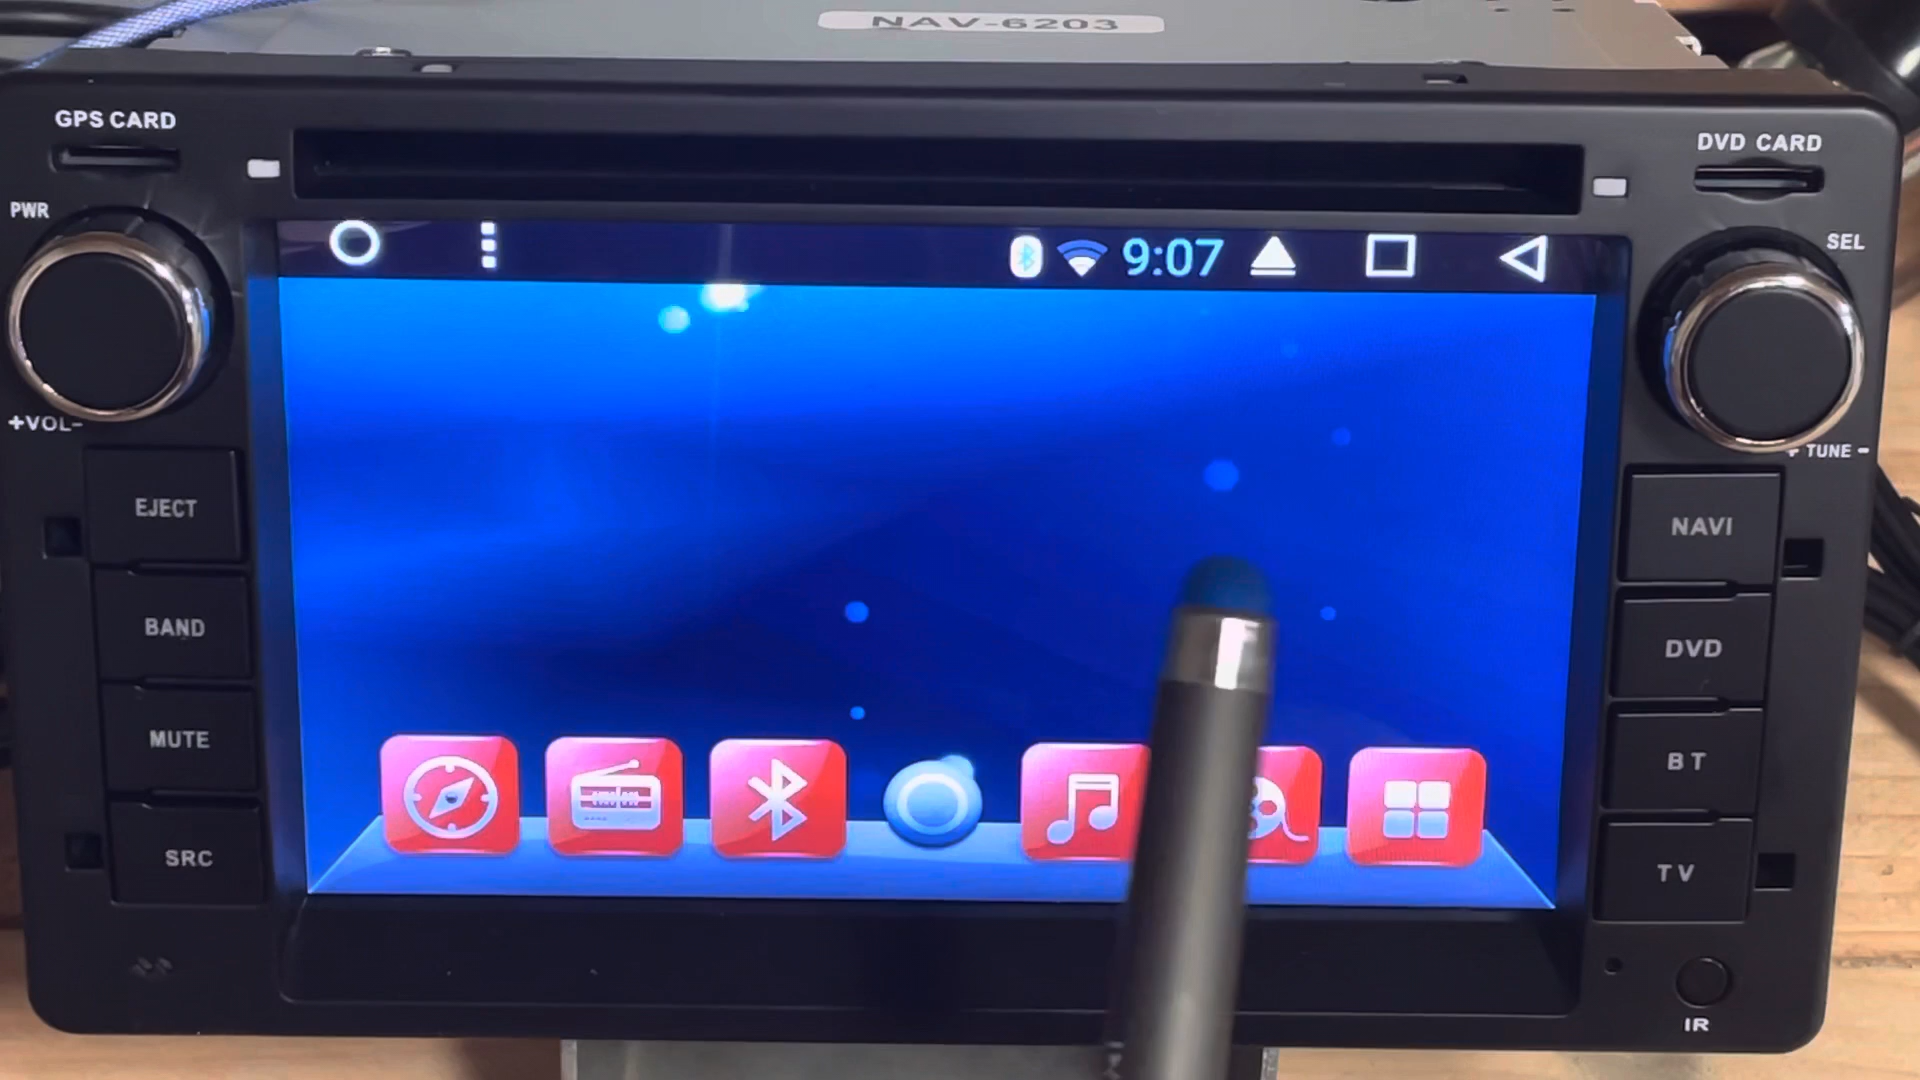 NAV-6203
GPS CARD
DVD CARD
PWR
9:07
SEL
+VOL-
+ TUNE -
EJECT
NAVI
BAND
DVD
MUTE
BT
SRC
TV
IR